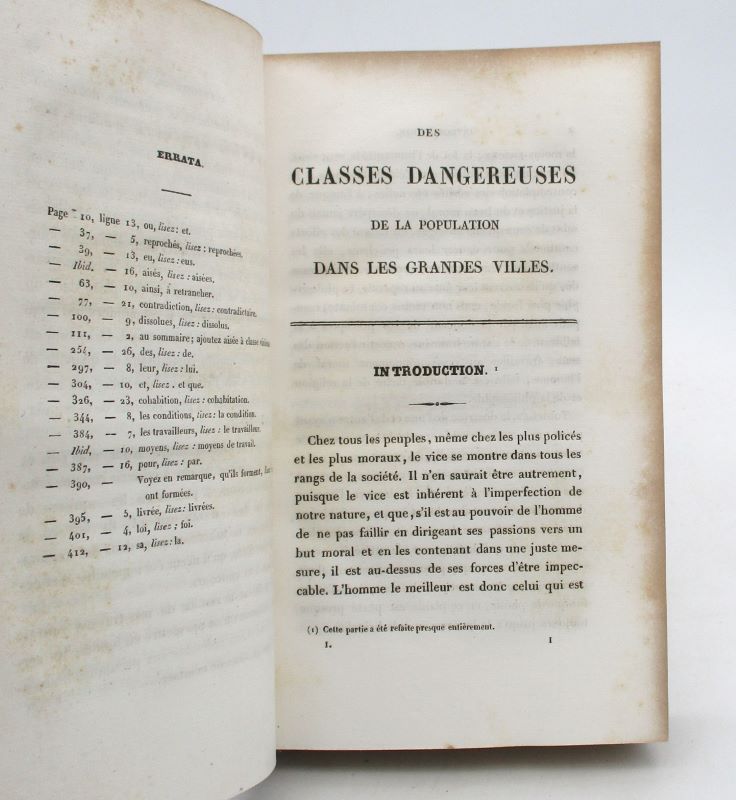 ERRATA.
Page 10, ligne 13, ou, lisez: et.
— 37, — 5, reprochés, lisez: reprochées.
— 39, — 13, eu, lisez: eus.
— Ibid. — 16, aisés, lisez: aisées.
— 63, — 10, ainsi, à retrancher.
— 77, — 21, contradiction, lisez: contradictoire.
— 100, — 9, dissolues, lisez: dissolus.
— 111, — 2, au sommaire; ajoutez aisée à classe
— 254, — 26, des, lisez: de.
— 297, — 8, leur, lisez: lui.
— 304, — 10, et, lisez. et que.
— 326, — 23, cohabition, lisez: cohabitation.
— 344, — 8, les conditions, lisez: la condition.
— 384, — 7, les travailleurs, lisez: le travailleur.
— Ibid, — 10, moyens, lisez: moyens de travail.
— 387, — 16, pour, lisez: par.
— 390, — Voyez en remarque, qu'ils forment,
ont formées.
— 395, — 5, livrée, lisez: livrées.
— 401, — 4, loi, lisez; foi.
— 412, — 12, sa, lisez: la.
DES
CLASSES DANGEREUSES
DE LA POPULATION
DANS LES GRANDES VILLES.
INTRODUCTION. 1
Chez tous les peuples, même chez les plus policés
et les plus moraux, le vice se montre dans tous les
rangs de la société. Il n'en saurait être autrement,
puisque le vice est inhérent à l'imperfection de
notre nature, et que, s'il est au pouvoir de l'homme
de ne pas faillir en dirigeant ses passions vers un
but moral et en les contenant dans une juste me-
sure, il est au-dessus de ses forces d'être impec-
cable. L'homme le meilleur est donc celui qui est
(1) Cette partie a été refaite presque entièrement.
I. 1